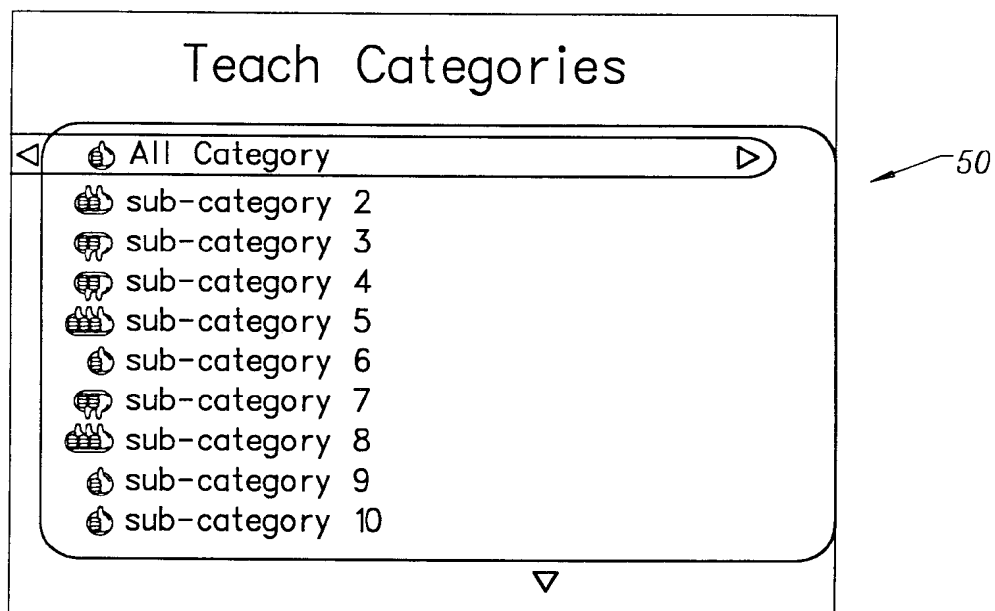 Teach Categories
All Category
50
sub-category 2
sub-category 3
sub-category 4
sub-category 5
sub-category 6
sub-category 7
sub-category 8
sub-category 9
sub-category 10